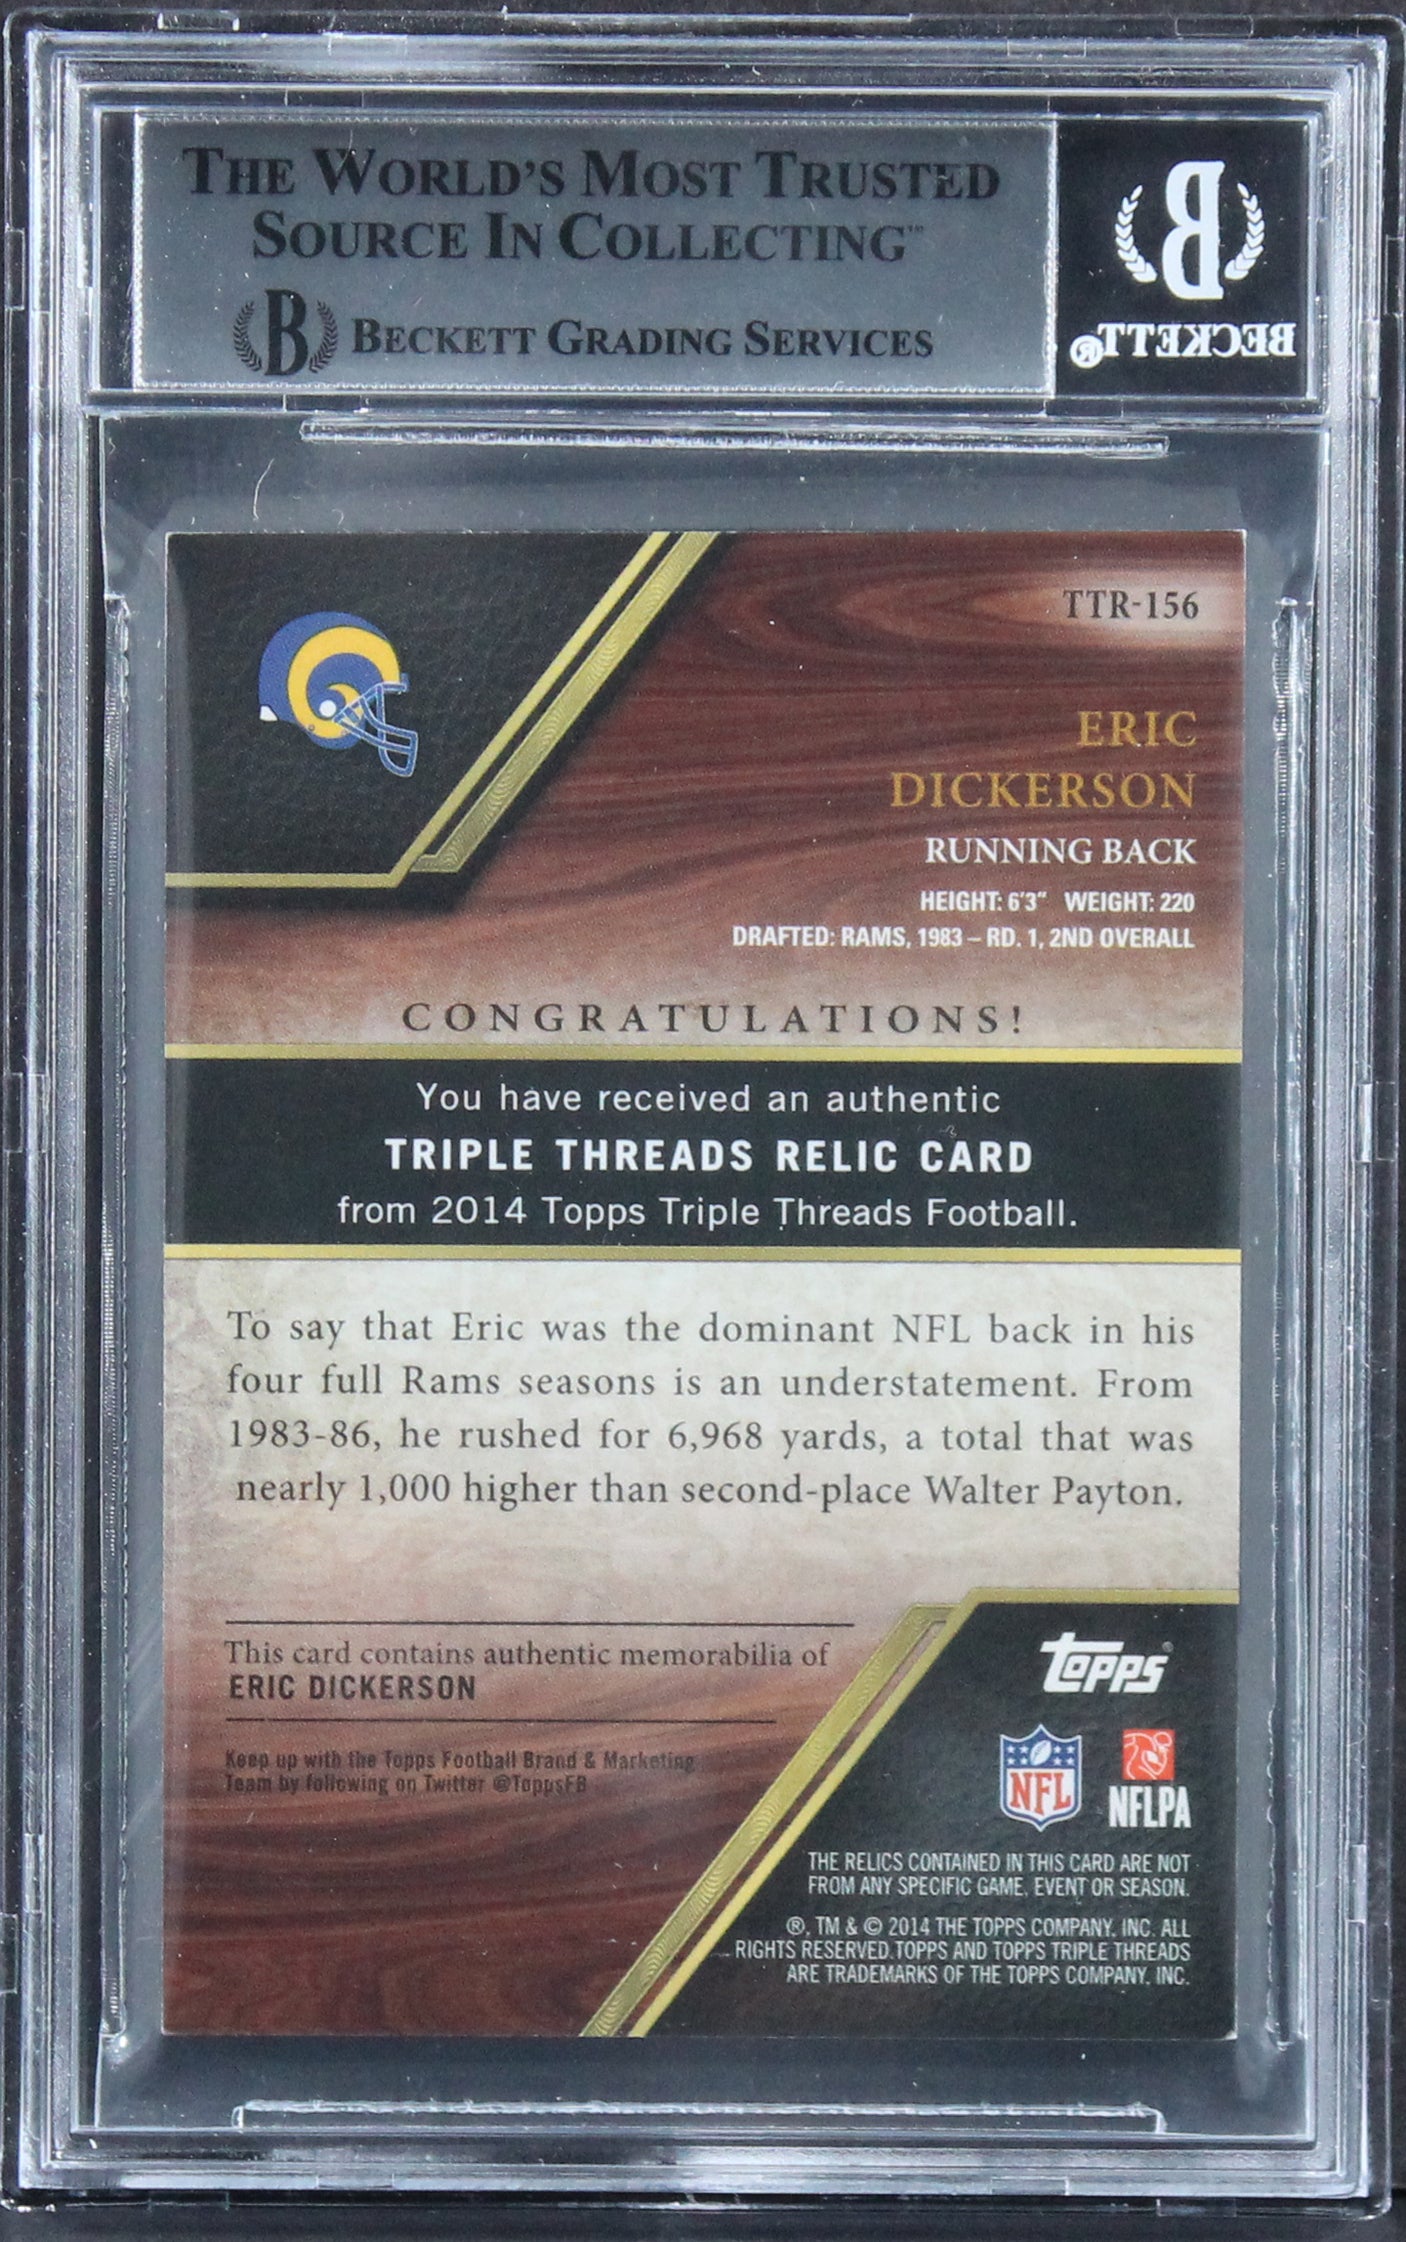 THE WORLD'S MOST TRUSTED
SOURCE IN COLLECTING™
B BECKETT GRADING SERVICES
B
BECKETT®
TTR-156
ERIC
DICKERSON
RUNNING BACK
HEIGHT: 6'3" WEIGHT: 220
DRAFTED: RAMS, 1983 – RD. 1, 2ND OVERALL
CONGRATULATIONS!
You have received an authentic
TRIPLE THREADS RELIC CARD
from 2014 Topps Triple Threads Football.
To say that Eric was the dominant NFL back in his
four full Rams seasons is an understatement. From
1983-86, he rushed for 6,968 yards, a total that was
nearly 1,000 higher than second-place Walter Payton.
This card contains authentic memorabilia of
ERIC DICKERSON
Keep up with the Topps Football Brand & Marketing
Team by following on Twitter @ToppsFB
topps®
NFL
NFLPA
THE RELICS CONTAINED IN THIS CARD ARE NOT
FROM ANY SPECIFIC GAME, EVENT OR SEASON.
®, TM & © 2014 THE TOPPS COMPANY, INC. ALL
RIGHTS RESERVED. TOPPS AND TOPPS TRIPLE THREADS
ARE TRADEMARKS OF THE TOPPS COMPANY, INC.